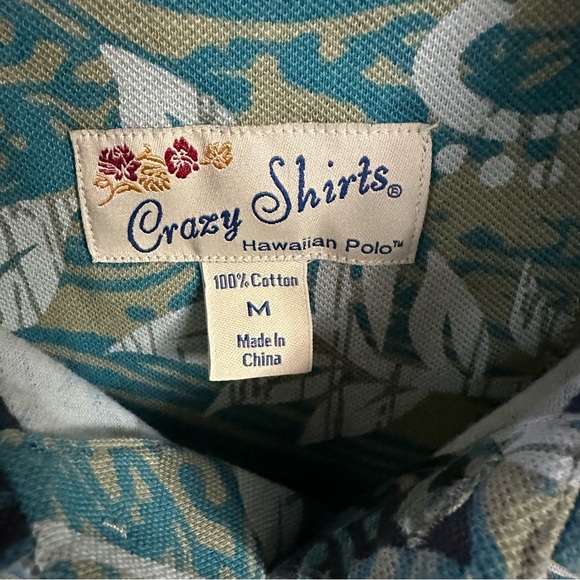 Crazy Shirts®
Hawaiian Polo™
100% Cotton
M
Made In
China